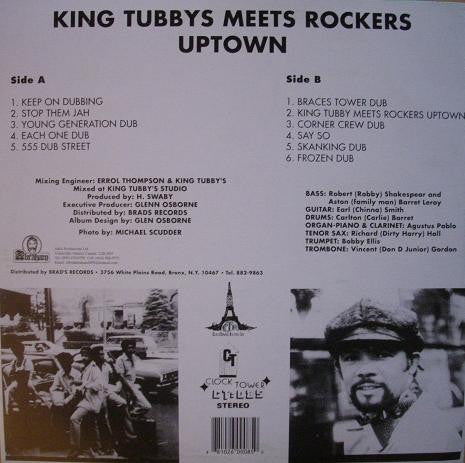 KING TUBBYS MEETS ROCKERS
UPTOWN
Side A
1. KEEP ON DUBBING
2. STOP THEM JAH
3. YOUNG GENERATION DUB
4. EACH ONE DUB
5. 555 DUB STREET
Side B
1. BRACES TOWER DUB
2. KING TUBBY MEETS ROCKERS UPTOWN
3. CORNER CREW DUB
4. SAY SO
5. SKANKING DUB
6. FROZEN DUB
Mixing Engineer: ERROL THOMPSON & KING TUBBY'S
Mixed at KING TUBBY'S STUDIO
Produced by: H. SWABY
Executive Producer: GLENN OSBORNE
Distributed by: BRADS RECORDS
Album Design by: GLEN OSBORNE
Photo by: MICHAEL SCUDDER
BASS: Robert (Rabby) Shakespear and
Aston (family man) Barret Leroy
GUITAR: Earl (Chinna) Smith
DRUMS: Carlton (Carlie) Barret
ORGAN-PIANO & CLARINET: Agustus Pablo
TENOR SAX: Richard (Dirty Harry) Hall
TRUMPET: Bobby Ellis
TROMBONE: Vincent (Don D Junior) Gordon
Distributed by BRAD'S RECORDS • 3756 White Plains Road, Bronx, N.Y. 10467 • Tel. 882-9863
CT
CLOCK TOWER
CT-085
STEREO